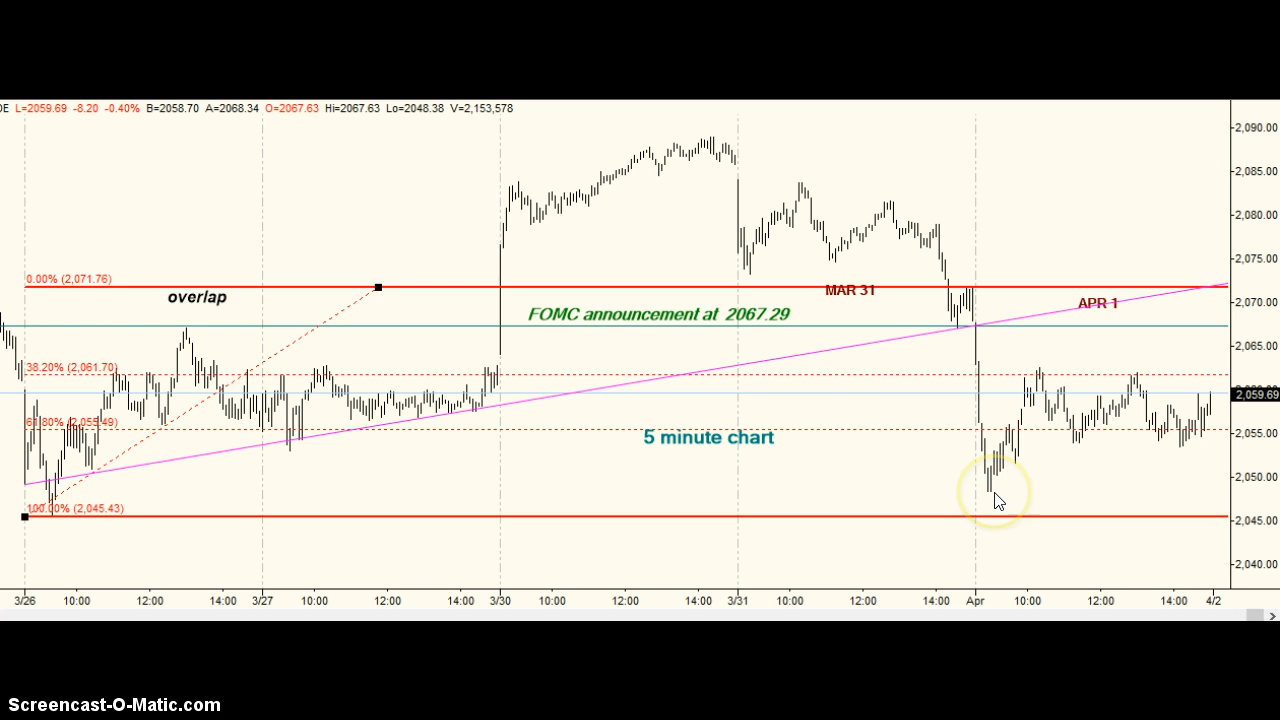 OE L=2059.69 -8.20 -0.40% B=2058.70 A=2068.34 O=2067.63 Hi=2067.63 Lo=2048.38 V=2,153,578
2,090.00
2,085.00
2,080.00
2,075.00
0.00% (2,071.76)
overlap
MAR 31
APR 1
2,070.00
FOMC announcement at 2067.29
2,065.00
38.20% (2,061.70)
2,059.69
61.80% (2,055.49)
5 minute chart
2,055.00
2,050.00
100.00% (2,045.43)
2,045.00
2,040.00
3/26 10:00 12:00 14:00 3/27 10:00 12:00 14:00 3/30 10:00 12:00 14:00 3/31 10:00 12:00 14:00 Apr 10:00 12:00 14:00 4/2
Screencast-O-Matic.com